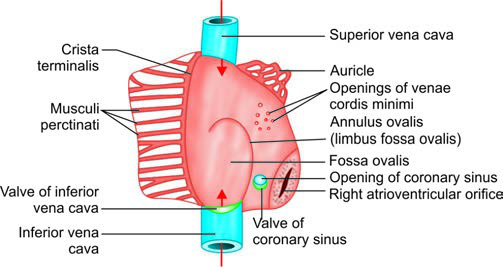 Superior vena cava
Crista
terminalis
Auricle
Openings of venae
cordis minimi
Musculi
perctinati
Annulus ovalis
(limbus fossa ovalis)
Fossa ovalis
Opening of coronary sinus
Right atrioventricular orifice
Valve of inferior
vena cava
Inferior vena
cava
Valve of
coronary sinus